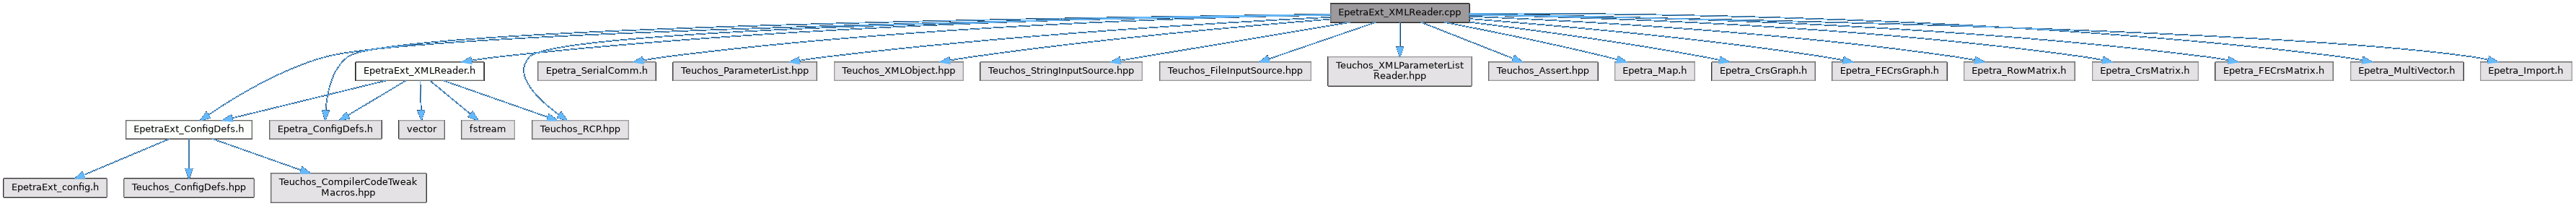 EpetraExt_XMLReader.cpp
EpetraExt_XMLReader.h
Epetra_SerialComm.h
Teuchos_ParameterList.hpp
Teuchos_XMLObject.hpp
Teuchos_StringInputSource.hpp
Teuchos_FileInputSource.hpp
Teuchos_XMLParameterList
Reader.hpp
Teuchos_Assert.hpp
Epetra_Map.h
Epetra_CrsGraph.h
Epetra_FECrsGraph.h
Epetra_RowMatrix.h
Epetra_CrsMatrix.h
Epetra_FECrsMatrix.h
Epetra_MultiVector.h
Epetra_Import.h
EpetraExt_ConfigDefs.h
Epetra_ConfigDefs.h
vector
fstream
Teuchos_RCP.hpp
EpetraExt_config.h
Teuchos_ConfigDefs.hpp
Teuchos_CompilerCodeTweak
Macros.hpp